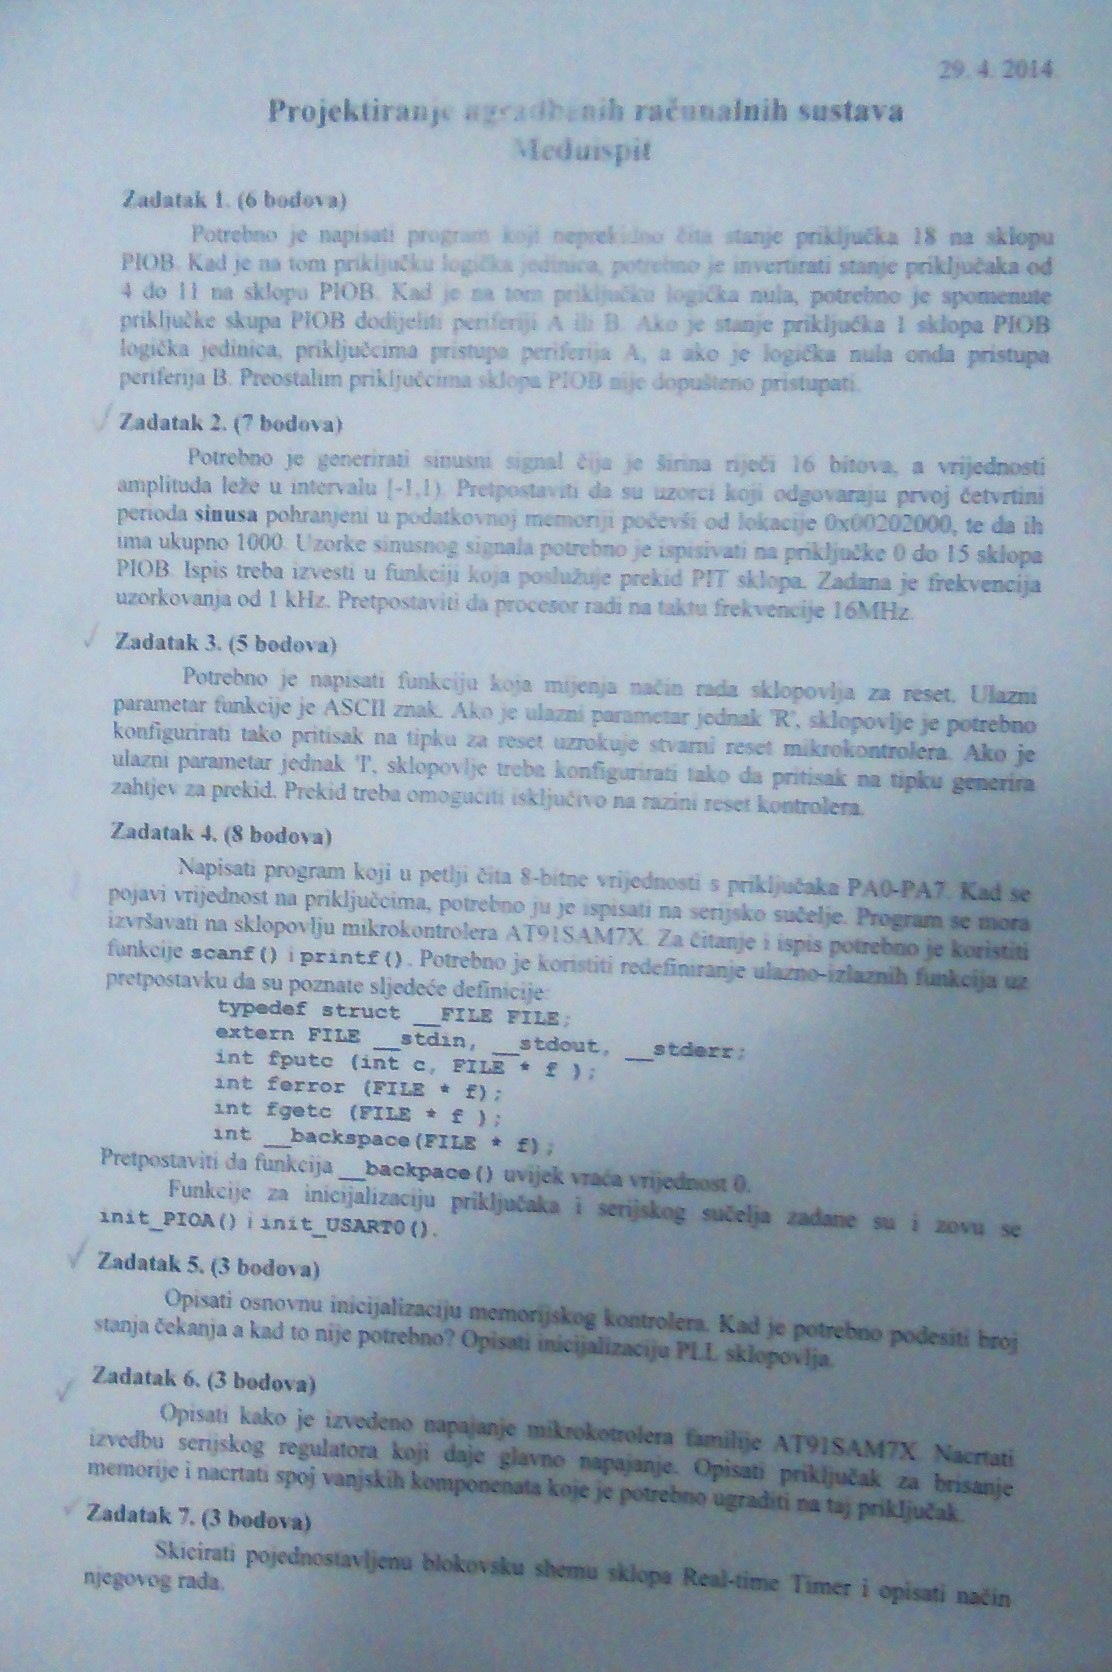 29. 4. 2014.
Projektiranje ugradbenih računalnih sustava
Međuispit
Zadatak 1. (6 bodova)
Potrebno je napisati program koji neprekidno čita stanje priključka 18 na sklopu
PIOB. Kad je na tom priključku logička jedinica, potrebno je invertirati stanje priključaka od
4 do 11 na sklopu PIOB. Kad je na tom priključku logička nula, potrebno je spomenute
priključke skupa PIOB dodijeliti periferiji A ili B. Ako je stanje priključka 1 sklopa PIOB
logička jedinica, priključcima pristupa periferija A, a ako je logička nula onda pristupa
periferija B. Preostalim priključcima sklopa PIOB nije dopušteno pristupati.
Zadatak 2. (7 bodova)
Potrebno je generirati sinusni signal čija je širina riječi 16 bitova, a vrijednosti
amplituda leže u intervalu [-1,1). Pretpostaviti da su uzorci koji odgovaraju prvoj četvrtini
perioda sinusa pohranjeni u podatkovnoj memoriji počevši od lokacije 0x00202000, te da ih
ima ukupno 1000. Uzorke sinusnog signala potrebno je ispisivati na priključke 0 do 15 sklopa
PIOB. Ispis treba izvesti u funkciji koja poslužuje prekid PIT sklopa. Zadana je frekvencija
uzorkovanja od 1 kHz. Pretpostaviti da procesor radi na taktu frekvencije 16MHz.
Zadatak 3. (5 bodova)
Potrebno je napisati funkciju koja mijenja način rada sklopovlja za reset. Ulazni
parametar funkcije je ASCII znak. Ako je ulazni parametar jednak 'R', sklopovlje je potrebno
konfigurirati tako pritisak na tipku za reset uzrokuje stvarni reset mikrokontrolera. Ako je
ulazni parametar jednak 'I', sklopovlje treba konfigurirati tako da pritisak na tipku generira
zahtjev za prekid. Prekid treba omogućiti isključivo na razini reset kontrolera.
Zadatak 4. (8 bodova)
Napisati program koji u petlji čita 8-bitne vrijednosti s priključaka PA0-PA7. Kad se
pojavi vrijednost na priključcima, potrebno ju je ispisati na serijsko sučelje. Program se mora
izvršavati na sklopovlju mikrokontrolera AT91SAM7X. Za čitanje i ispis potrebno je koristiti
funkcije scanf() i printf(). Potrebno je koristiti redefiniranje ulazno-izlaznih funkcija uz
pretpostavku da su poznate sljedeće definicije:
typedef struct __FILE FILE;
extern FILE __stdin, __stdout, __stderr;
int fputc (int c, FILE * f );
int ferror (FILE * f);
int fgetc (FILE * f );
int __backspace(FILE * f);
Pretpostaviti da funkcija __backpace() uvijek vraća vrijednost 0.
Funkcije za inicijalizaciju priključaka i serijskog sučelja zadane su i zovu se
init_PIOA() i init_USART0().
Zadatak 5. (3 bodova)
Opisati osnovnu inicijalizaciju memorijskog kontrolera. Kad je potrebno podesiti broj
stanja čekanja a kad to nije potrebno? Opisati inicijalizaciju PLL sklopovlja.
Zadatak 6. (3 bodova)
Opisati kako je izvedeno napajanje mikrokotrolera familije AT91SAM7X. Nacrtati
izvedbu serijskog regulatora koji daje glavno napajanje. Opisati priključak za brisanje
memorije i nacrtati spoj vanjskih komponenata koje je potrebno ugraditi na taj priključak.
Zadatak 7. (3 bodova)
Skicirati pojednostavljenu blokovsku shemu sklopa Real-time Timer i opisati način
njegovog rada.